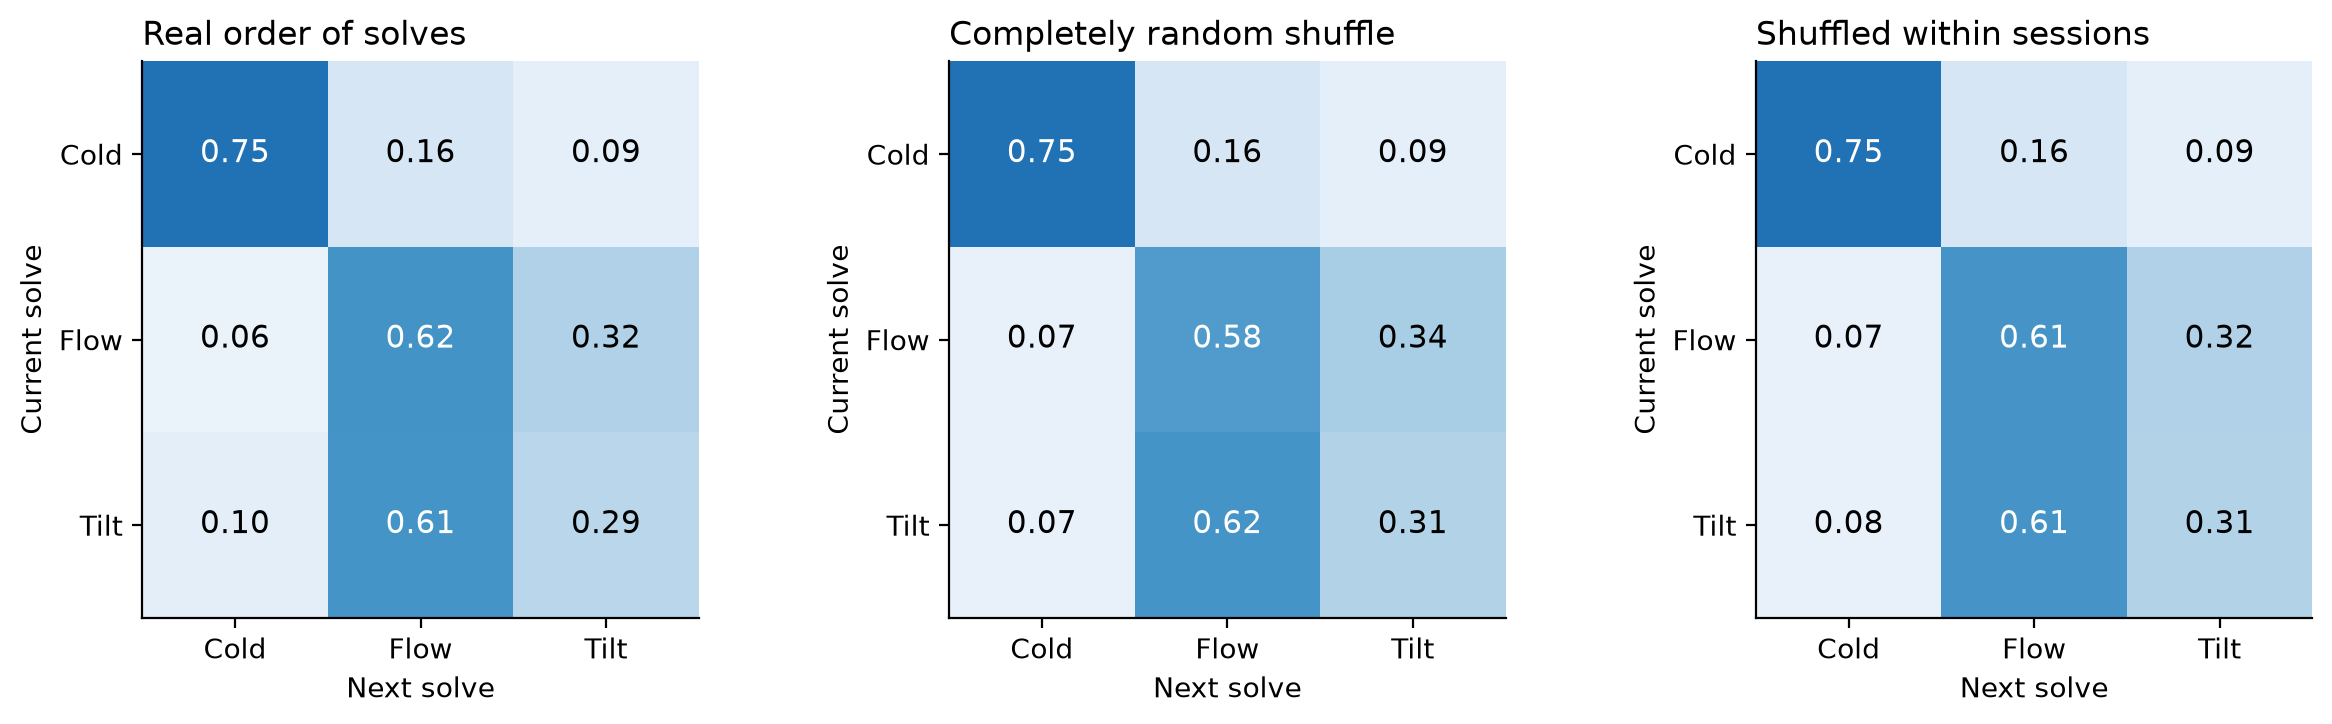 Real order of solves
Current solve
Cold
0.75 0.16 0.09
Flow
0.06 0.62 0.32
Tilt
0.10 0.61 0.29
Cold Flow Tilt
Next solve
Completely random shuffle
Current solve
Cold
0.75 0.16 0.09
Flow
0.07 0.58 0.34
Tilt
0.07 0.62 0.31
Cold Flow Tilt
Next solve
Shuffled within sessions
Current solve
Cold
0.75 0.16 0.09
Flow
0.07 0.61 0.32
Tilt
0.08 0.61 0.31
Cold Flow Tilt
Next solve